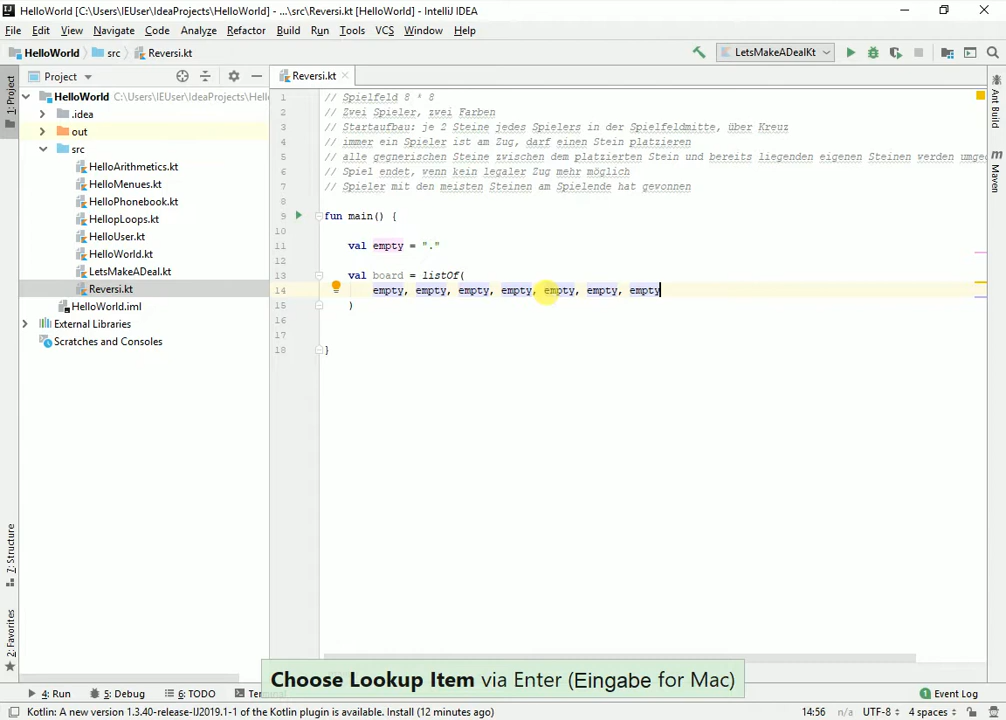 HelloWorld [C:\Users\IEUser\IdeaProjects\HelloWorld] - ...\src\Reversi.kt [HelloWorld] - IntelliJ IDEA
File Edit View Navigate Code Analyze Refactor Build Run Tools VCS Window Help
HelloWorld src Reversi.kt LetsMakeADealKt
Project Reversi.kt
1: Project
HelloWorld C:\Users\IEUser\IdeaProjects\Hell
.idea
out
src
HelloArithmetics.kt
HelloMenues.kt
HelloPhonebook.kt
HellopLoops.kt
HelloUser.kt
HelloWorld.kt
LetsMakeADeal.kt
Reversi.kt
HelloWorld.iml
External Libraries
Scratches and Consoles
Z: Structure
2: Favorites
1 // Spielfeld 8 * 8
2 // Zwei Spieler, zwei Farben
3 // Startaufbau: je 2 Steine jedes Spielers in der Spielfeldmitte, über Kreuz
4 // immer ein Spieler ist am Zug, darf einen Stein platzieren
5 // alle gegnerischen Steine zwischen dem platzierten Stein und bereits liegenden eigenen Steinen werden umged
6 // Spiel endet, wenn kein legaler Zug mehr möglich
7 // Spieler mit den meisten Steinen am Spielende hat gewonnen
8
9 fun main() {
10
11 val empty = "."
12
13 val board = listOf(
14 empty, empty, empty, empty, empty, empty, empty
15 )
16
17
18 }
Ant Build
Maven
Choose Lookup Item via Enter (Eingabe for Mac)
4: Run 5: Debug 6: TODO Termi Event Log
Kotlin: A new version 1.3.40-release-IJ2019.1-1 of the Kotlin plugin is available. Install (12 minutes ago) 14:56 n/a UTF-8 4 spaces